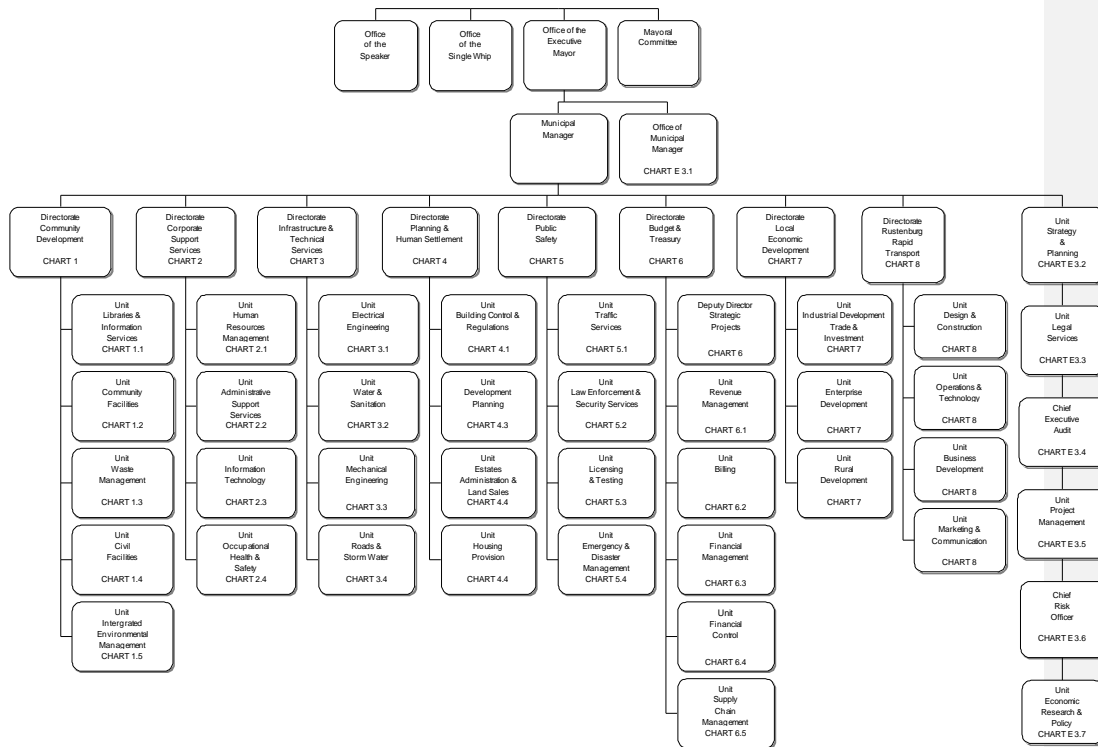 Office
of the
Speaker
Office
of the
Single Whip
Office of the
Executive
Mayor
Mayoral
Committee
Municipal
Manager
Office of
Municipal
Manager
CHART E 3.1
Directorate
Community
Development
CHART 1
Directorate
Corporate
Support
Services
CHART 2
Directorate
Infrastructure &
Technical
Services
CHART 3
Directorate
Planning &
Human Settlement
CHART 4
Directorate
Public
Safety
CHART 5
Directorate
Budget &
Treasury
CHART 6
Directorate
Local
Economic
Development
CHART 7
Directorate
Rustenburg
Rapid
Transport
CHART 8
Unit
Strategy
&
Planning
CHART E 3.2
Unit
Libraries &
Information
Services
CHART 1.1
Unit
Human
Resources
Management
CHART 2.1
Unit
Electrical
Engineering
CHART 3.1
Unit
Building Control &
Regulations
CHART 4.1
Unit
Traffic
Services
CHART 5.1
Deputy Director
Strategic
Projects
CHART 6
Unit
Industrial Development
Trade &
Investment
CHART 7
Unit
Design &
Construction
CHART 8
Unit
Legal
Services
CHART E3.3
Unit
Community
Facilities
CHART 1.2
Unit
Administrative
Support
Services
CHART 2.2
Unit
Water &
Sanitation
CHART 3.2
Unit
Development
Planning
CHART 4.3
Unit
Law Enforcement &
Security Services
CHART 5.2
Unit
Revenue
Management
CHART 6.1
Unit
Enterprise
Development
CHART 7
Unit
Operations &
Technology
CHART 8
Chief
Executive
Audit
CHART E 3.4
Unit
Waste
Management
CHART 1.3
Unit
Information
Technology
CHART 2.3
Unit
Mechanical
Engineering
CHART 3.3
Unit
Estates
Administration &
Land Sales
CHART 4.4
Unit
Licensing
& Testing
CHART 5.3
Unit
Billing
CHART 6.2
Unit
Rural
Development
CHART 7
Unit
Business
Development
CHART 8
Unit
Project
Management
CHART E 3.5
Unit
Civil
Facilities
CHART 1.4
Unit
Occupational
Health &
Safety
CHART 2.4
Unit
Roads &
Storm Water
CHART 3.4
Unit
Housing
Provision
CHART 4.4
Unit
Emergency &
Disaster
Management
CHART 5.4
Unit
Financial
Management
CHART 6.3
Unit
Marketing &
Communication
CHART 8
Chief
Risk
Officer
CHART E 3.6
Unit
Intergrated
Environmental
Management
CHART 1.5
Unit
Financial
Control
CHART 6.4
Unit
Supply
Chain
Management
CHART 6.5
Unit
Economic
Research &
Policy
CHART E 3.7